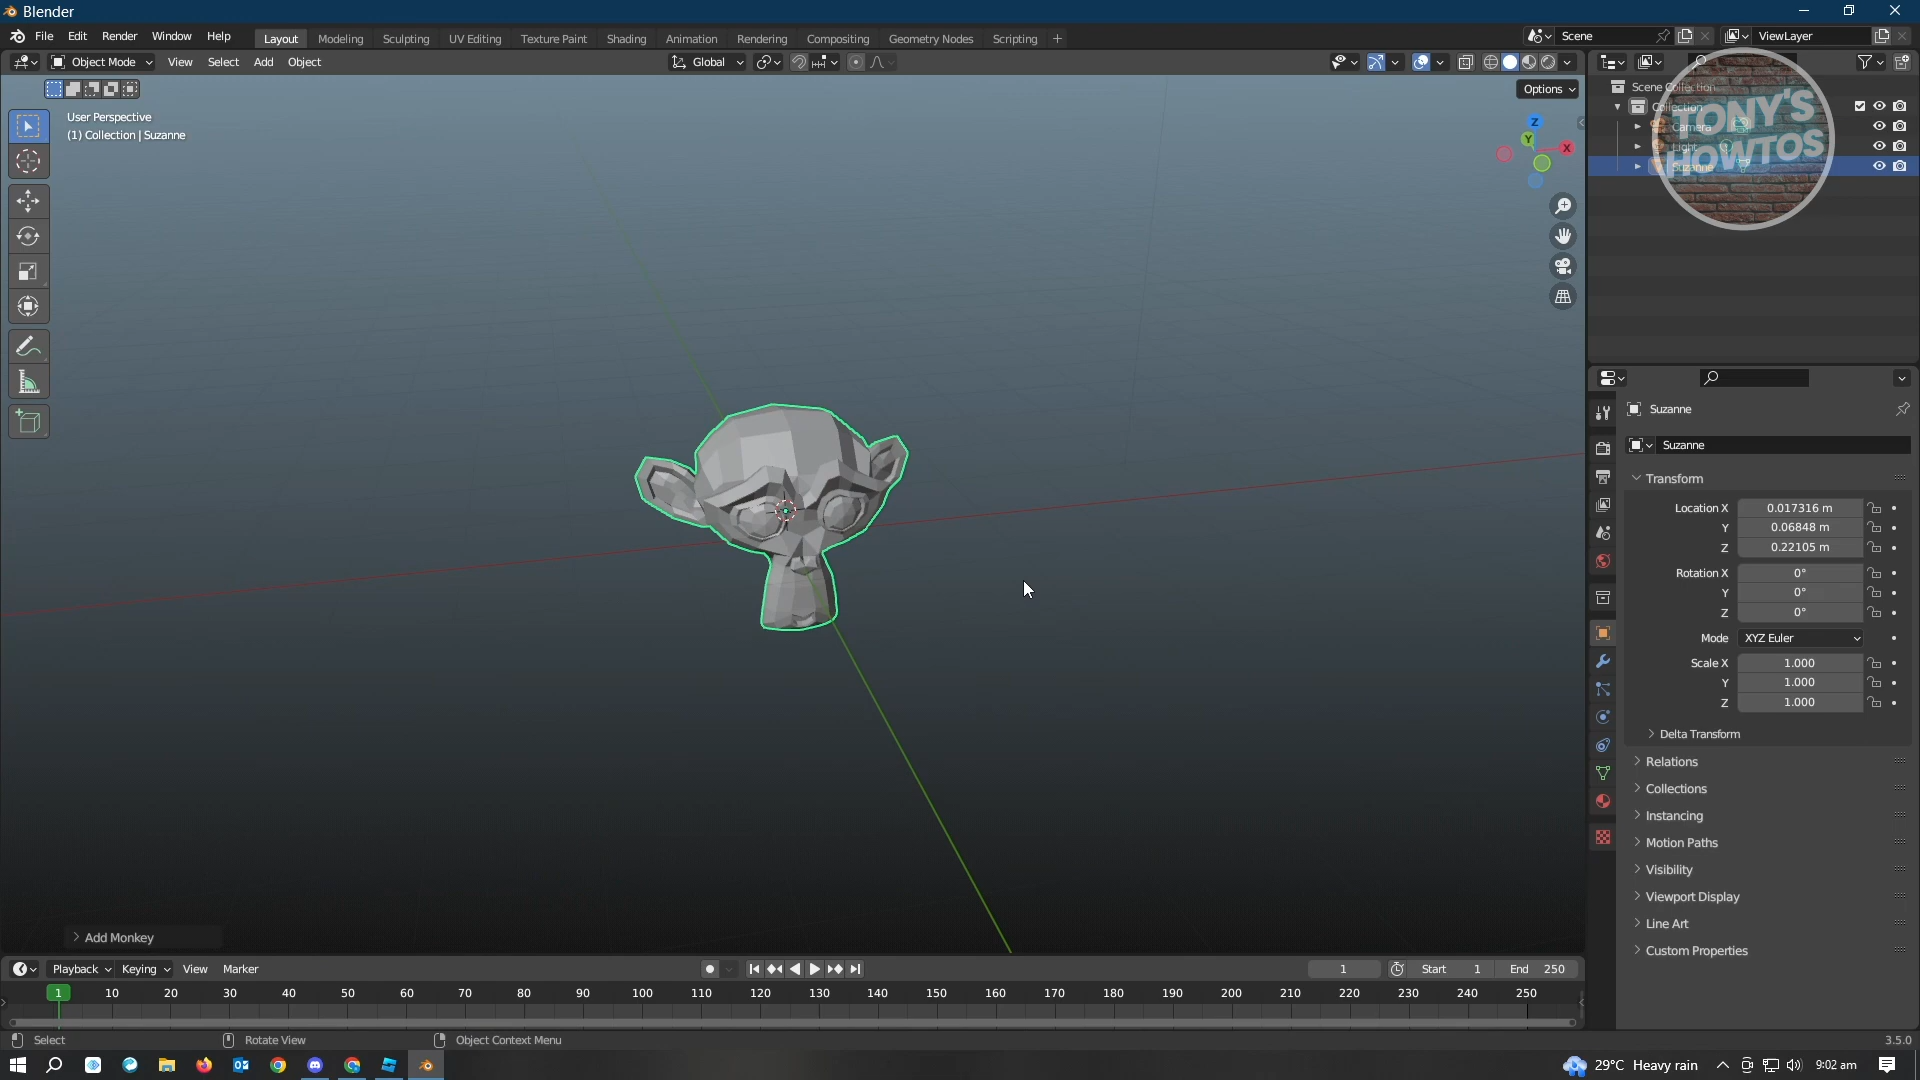 Blender
File Edit Render Window Help
Layout Modeling Sculpting UV Editing Texture Paint Shading Animation Rendering Compositing Geometry Nodes Scripting +
Scene
ViewLayer
Object Mode View Select Add Object
Global
Options
User Perspective
(1) Collection | Suzanne
Z
Y
X
Scene Collection
Collection
Camera
Light
Suzanne
TONY'S
HOWTOS
Suzanne
Suzanne
Transform
Location X 0.017316 m
Y 0.06848 m
Z 0.22105 m
Rotation X 0°
Y 0°
Z 0°
Mode XYZ Euler
Scale X 1.000
Y 1.000
Z 1.000
Delta Transform
Relations
Collections
Instancing
Motion Paths
Visibility
Viewport Display
Line Art
Custom Properties
Add Monkey
Playback Keying View Marker
1 Start 1 End 250
1 10 20 30 40 50 60 70 80 90 100 110 120 130 140 150 160 170 180 190 200 210 220 230 240 250
Select Rotate View Object Context Menu
3.5.0
29°C Heavy rain 9:02 am